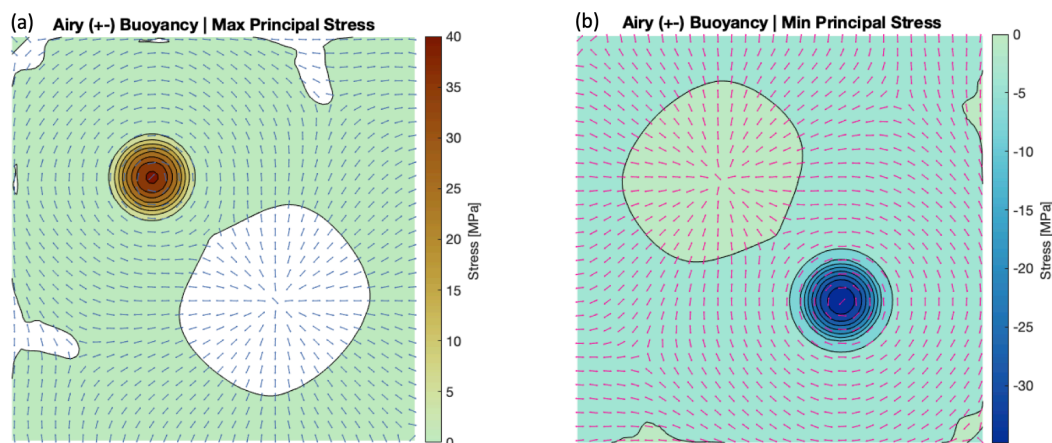 (a)
Airy (+-) Buoyancy | Max Principal Stress
40
35
30
25
20
15
10
5
0
Stress [MPa]
(b)
Airy (+-) Buoyancy | Min Principal Stress
0
-5
-10
-15
-20
-25
-30
Stress [MPa]